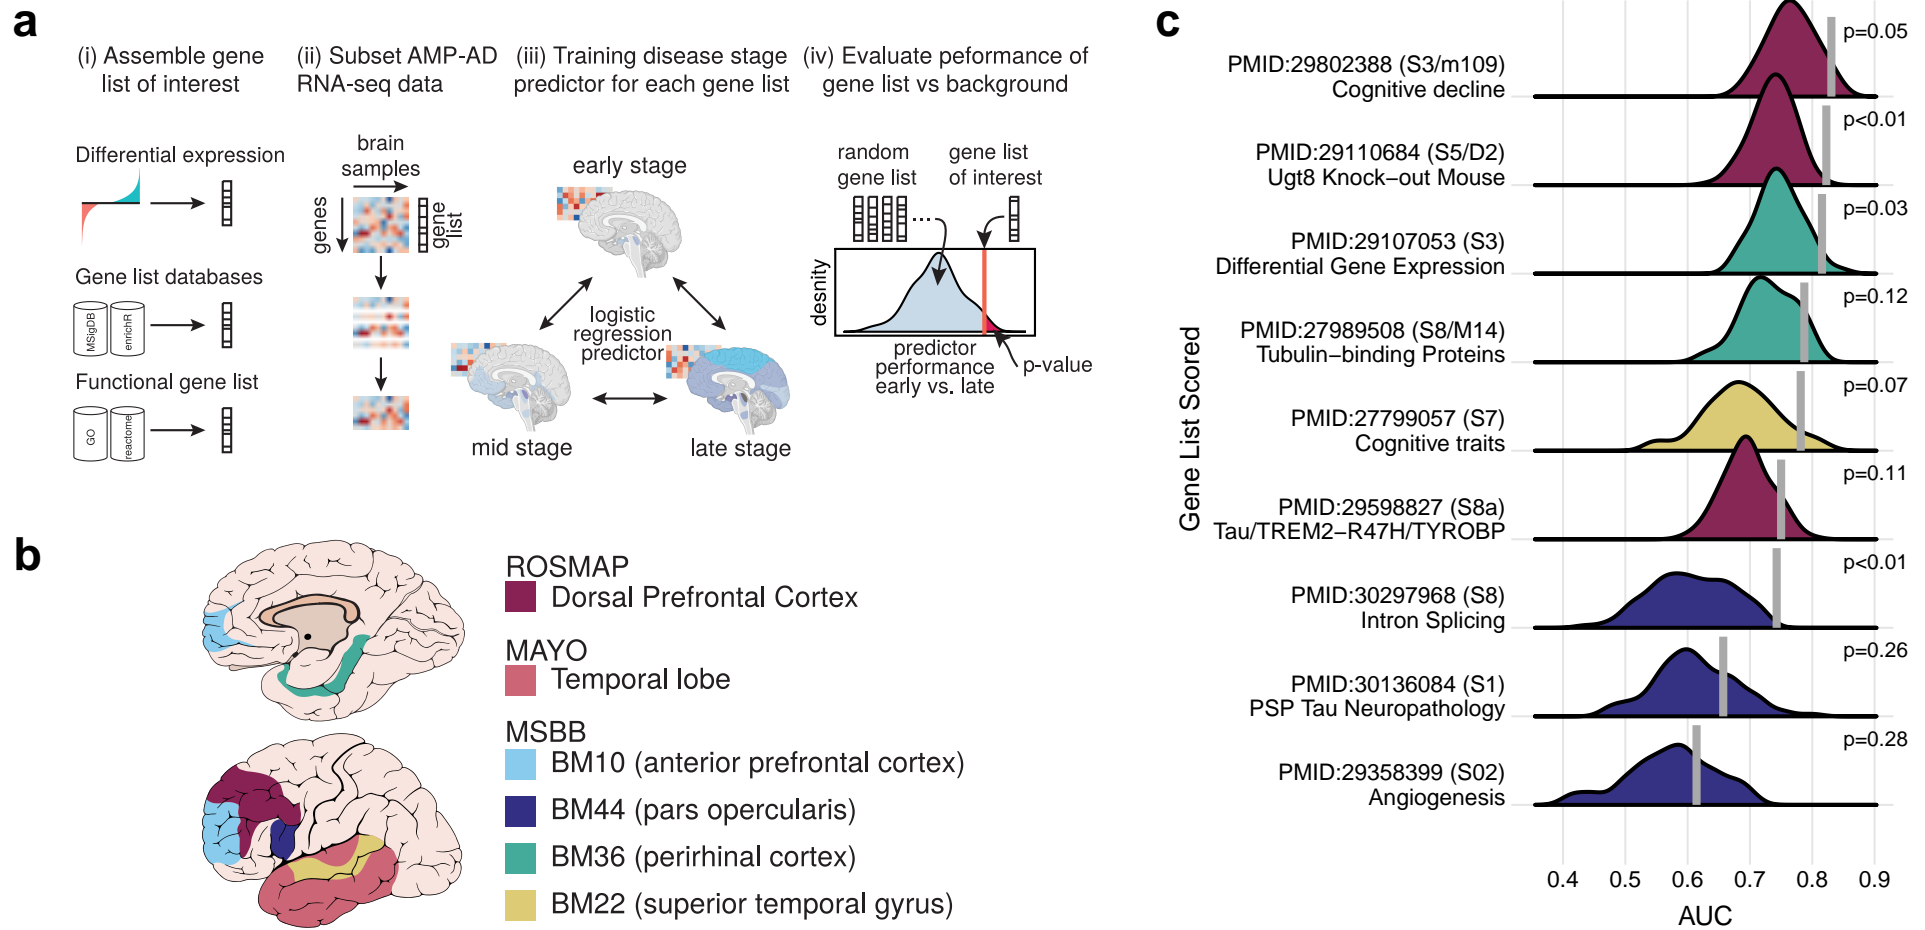 a
(i) Assemble gene
list of interest
(ii) Subset AMP-AD
RNA-seq data
(iii) Training disease stage
predictor for each gene list
(iv) Evaluate peformance of
gene list vs background
Differential expression
Gene list databases
MSigDB
enrichR
Functional gene list
GO
reactome
brain
samples
genes
gene
list
early stage
logistic
regression
predictor
mid stage
late stage
random
gene list
gene list
of interest
desnity
predictor
performance
early vs. late
p-value
b
ROSMAP
Dorsal Prefrontal Cortex
MAYO
Temporal lobe
MSBB
BM10 (anterior prefrontal cortex)
BM44 (pars opercularis)
BM36 (perirhinal cortex)
BM22 (superior temporal gyrus)
c
Gene List Scored
PMID:29802388 (S3/m109)
Cognitive decline
p=0.05
PMID:29110684 (S5/D2)
Ugt8 Knock−out Mouse
p<0.01
PMID:29107053 (S3)
Differential Gene Expression
p=0.03
PMID:27989508 (S8/M14)
Tubulin−binding Proteins
p=0.12
PMID:27799057 (S7)
Cognitive traits
p=0.07
PMID:29598827 (S8a)
Tau/TREM2−R47H/TYROBP
p=0.11
PMID:30297968 (S8)
Intron Splicing
p<0.01
PMID:30136084 (S1)
PSP Tau Neuropathology
p=0.26
PMID:29358399 (S02)
Angiogenesis
p=0.28
0.4 0.5 0.6 0.7 0.8 0.9
AUC